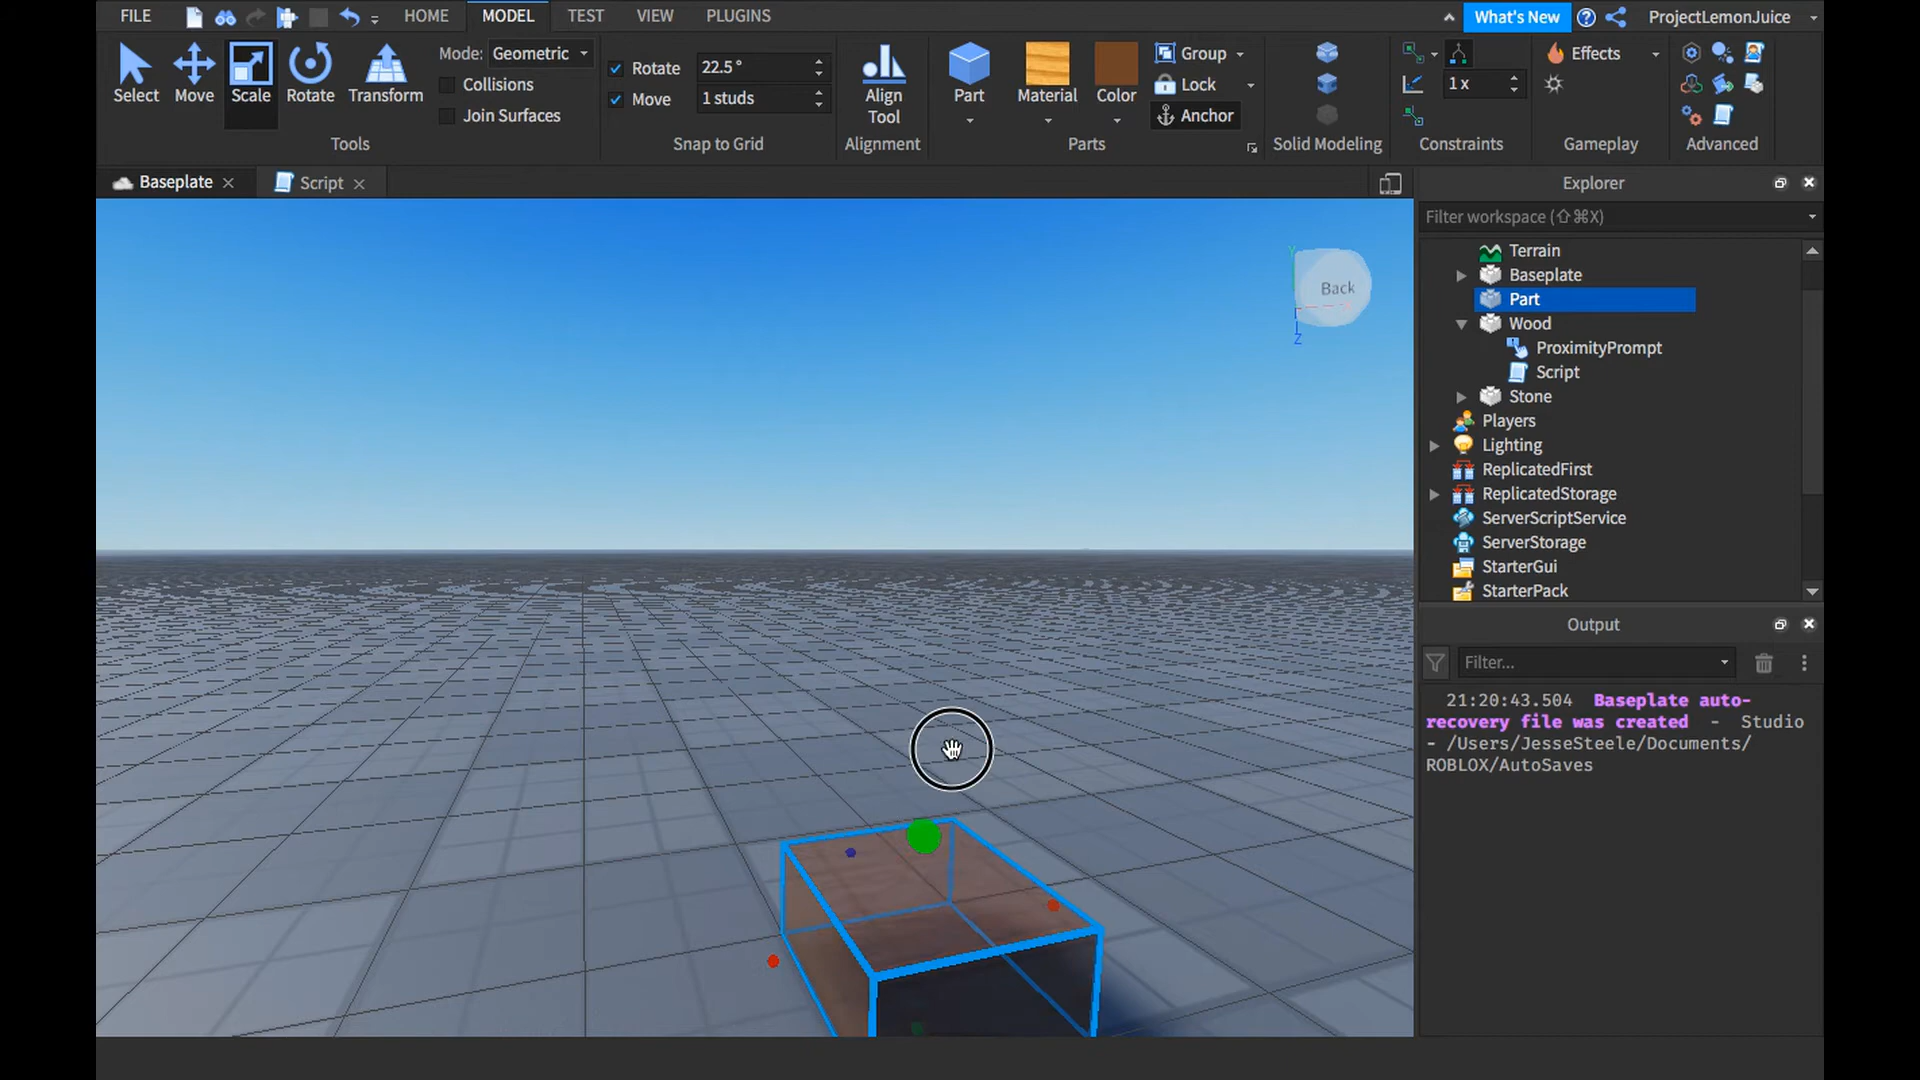 FILE
HOME
MODEL
TEST
VIEW
PLUGINS
What's New
ProjectLemonJuice
Select
Move
Scale
Rotate
Transform
Mode: Geometric
Collisions
Join Surfaces
Tools
Rotate 22.5 °
Move 1 studs
Snap to Grid
Align
Tool
Alignment
Part
Material
Color
Group
Lock
Anchor
Parts
Solid Modeling
1 x
Constraints
Effects
Gameplay
Advanced
Baseplate
Script
Y
Back
Z
Explorer
Filter workspace (⇧⌘X)
Terrain
Baseplate
Part
Wood
ProximityPrompt
Script
Stone
Players
Lighting
ReplicatedFirst
ReplicatedStorage
ServerScriptService
ServerStorage
StarterGui
StarterPack
Output
Filter...
21:20:43.504 Baseplate auto-
recovery file was created - Studio
- /Users/JesseSteele/Documents/
ROBLOX/AutoSaves